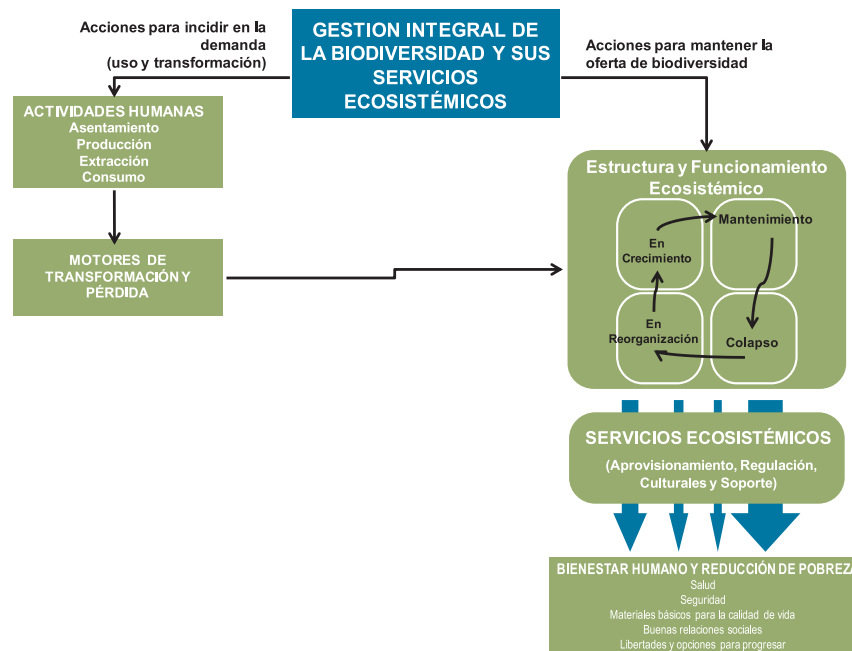 Acciones para incidir en la
demanda
(uso y transformación)
GESTION INTEGRAL DE
LA BIODIVERSIDAD Y SUS
SERVICIOS
ECOSISTÉMICOS
Acciones para mantener la
oferta de biodiversidad
ACTIVIDADES HUMANAS
Asentamiento
Producción
Extracción
Consumo
MOTORES DE
TRANSFORMACIÓN Y
PÉRDIDA
Estructura y Funcionamiento
Ecosistémico
Mantenimiento
En
Crecimiento
En
Reorganización
Colapso
SERVICIOS ECOSISTÉMICOS
(Aprovisionamiento, Regulación,
Culturales y Soporte)
BIENESTAR HUMANO Y REDUCCIÓN DE POBREZA
Salud
Seguridad
Materiales básicos para la calidad de vida
Buenas relaciones sociales
Libertades y opciones para progresar